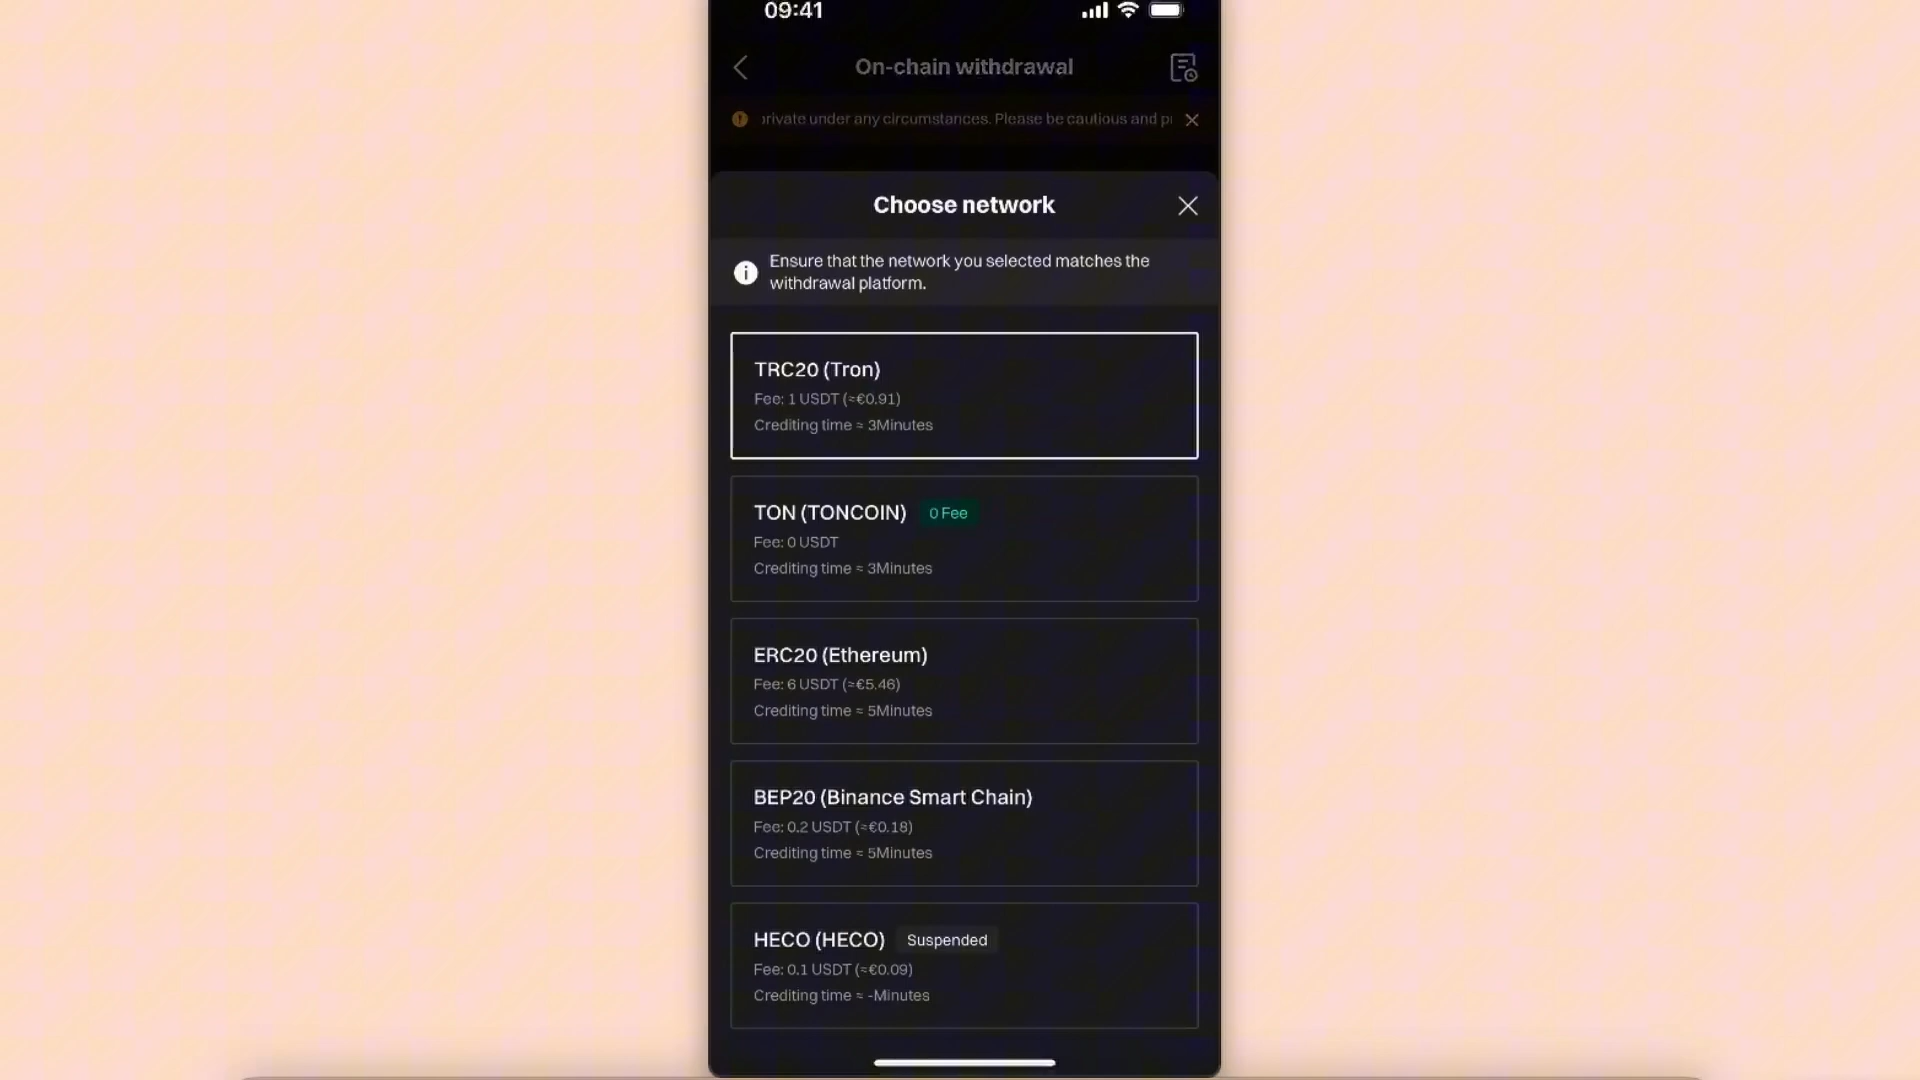 09:41
On-chain withdrawal
private under any circumstances. Please be cautious and
Choose network
Ensure that the network you selected matches the
withdrawal platform.
TRC20 (Tron)
Fee: 1 USDT (≈€0.91)
Crediting time ≈ 3Minutes
TON (TONCOIN) 0 Fee
Fee: 0 USDT
Crediting time ≈ 3Minutes
ERC20 (Ethereum)
Fee: 6 USDT (≈€5.46)
Crediting time ≈ 5Minutes
BEP20 (Binance Smart Chain)
Fee: 0.2 USDT (≈€0.18)
Crediting time ≈ 5Minutes
HECO (HECO) Suspended
Fee: 0.1 USDT (≈€0.09)
Crediting time ≈ -Minutes